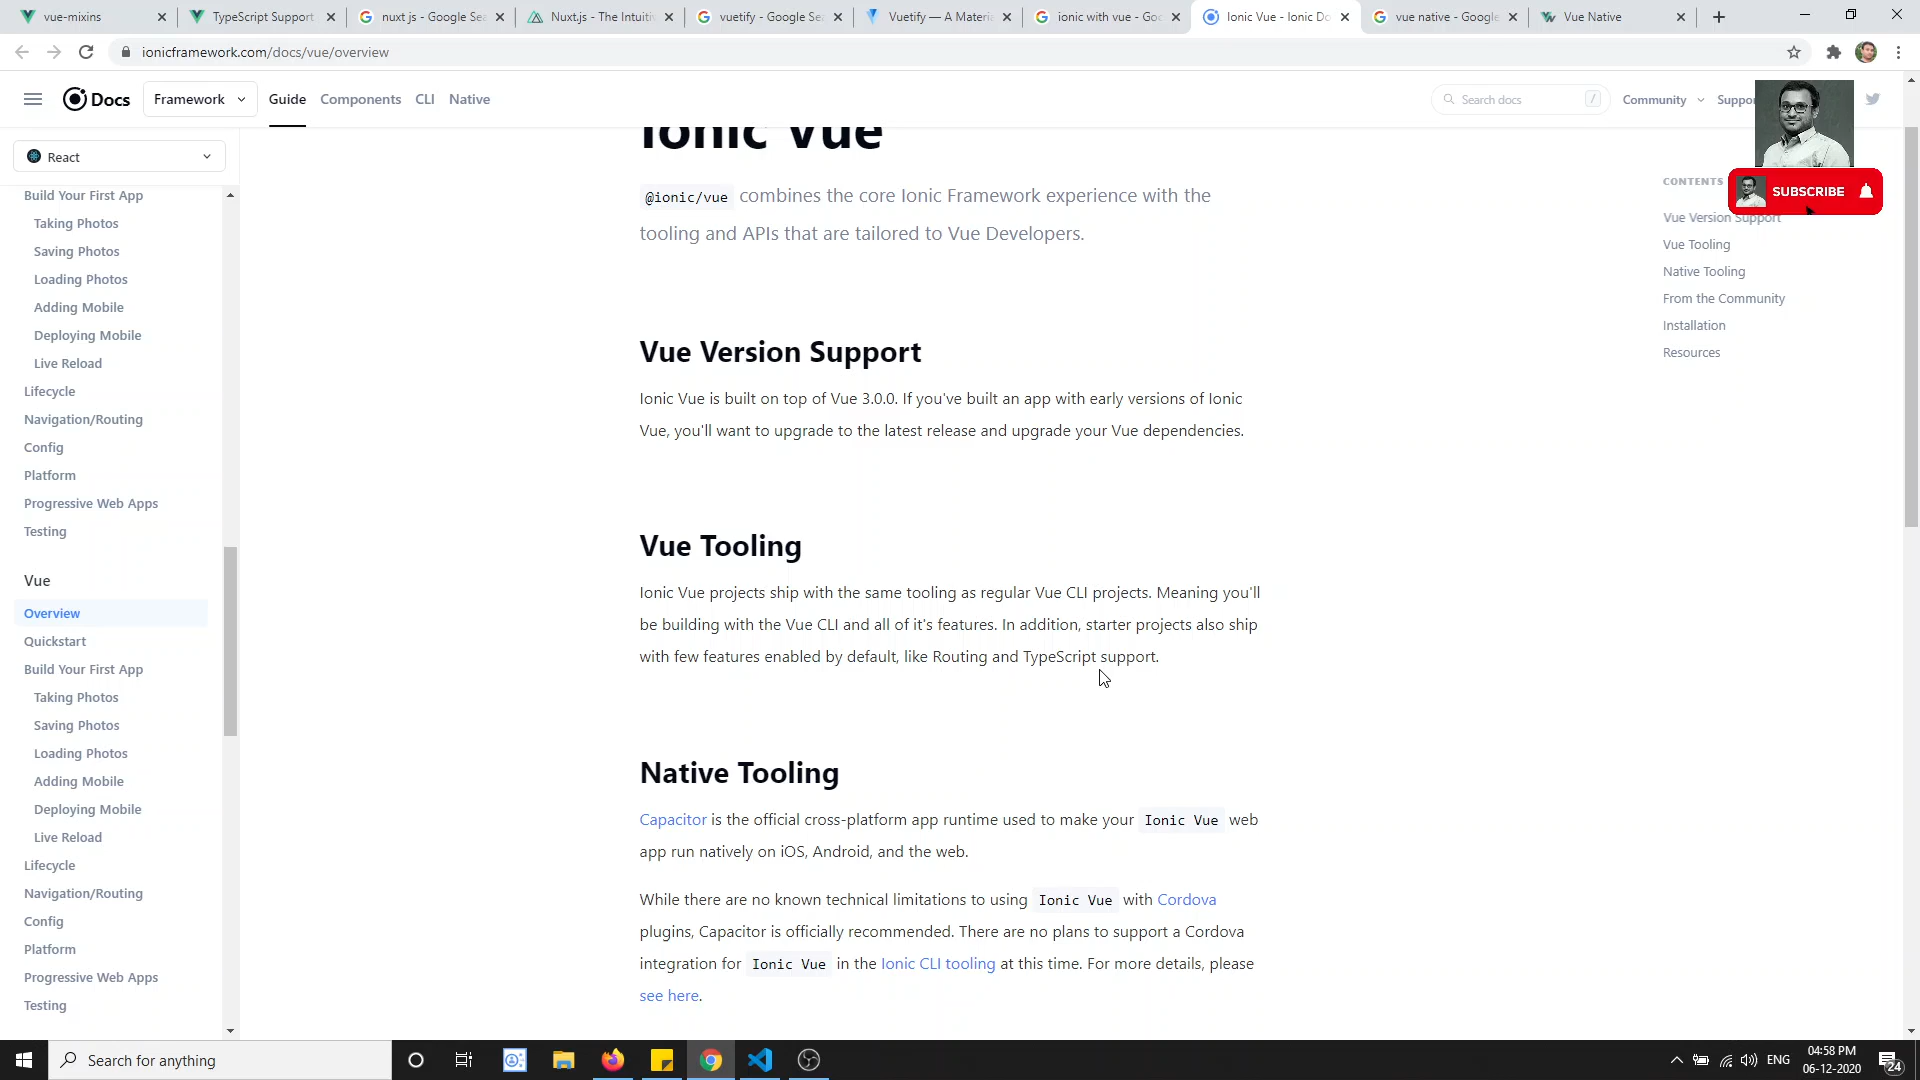 vue-mixins
TypeScript Support
nuxt js - Google Sea
Nuxt.js - The Intuitiv
vuetify - Google Sea
Vuetify — A Materia
ionic with vue - Goo
Ionic Vue - Ionic Do
vue native - Google
Vue Native
ionicframework.com/docs/vue/overview
Docs
Framework
Guide
Components
CLI
Native
Search docs
/
Community
Suppor
React
Build Your First App
Taking Photos
Saving Photos
Loading Photos
Adding Mobile
Deploying Mobile
Live Reload
Lifecycle
Navigation/Routing
Config
Platform
Progressive Web Apps
Testing
Vue
Overview
Quickstart
Build Your First App
Taking Photos
Saving Photos
Loading Photos
Adding Mobile
Deploying Mobile
Live Reload
Lifecycle
Navigation/Routing
Config
Platform
Progressive Web Apps
Testing
Ionic Vue
@ionic/vue combines the core Ionic Framework experience with the
tooling and APIs that are tailored to Vue Developers.
Vue Version Support
Ionic Vue is built on top of Vue 3.0.0. If you've built an app with early versions of Ionic
Vue, you'll want to upgrade to the latest release and upgrade your Vue dependencies.
Vue Tooling
Ionic Vue projects ship with the same tooling as regular Vue CLI projects. Meaning you'll
be building with the Vue CLI and all of it's features. In addition, starter projects also ship
with few features enabled by default, like Routing and TypeScript support.
Native Tooling
Capacitor is the official cross-platform app runtime used to make your Ionic Vue web
app run natively on iOS, Android, and the web.
While there are no known technical limitations to using Ionic Vue with Cordova
plugins, Capacitor is officially recommended. There are no plans to support a Cordova
integration for Ionic Vue in the Ionic CLI tooling at this time. For more details, please
see here.
CONTENTS
SUBSCRIBE
Vue Version Support
Vue Tooling
Native Tooling
From the Community
Installation
Resources
Search for anything
ENG
04:58 PM
06-12-2020
24